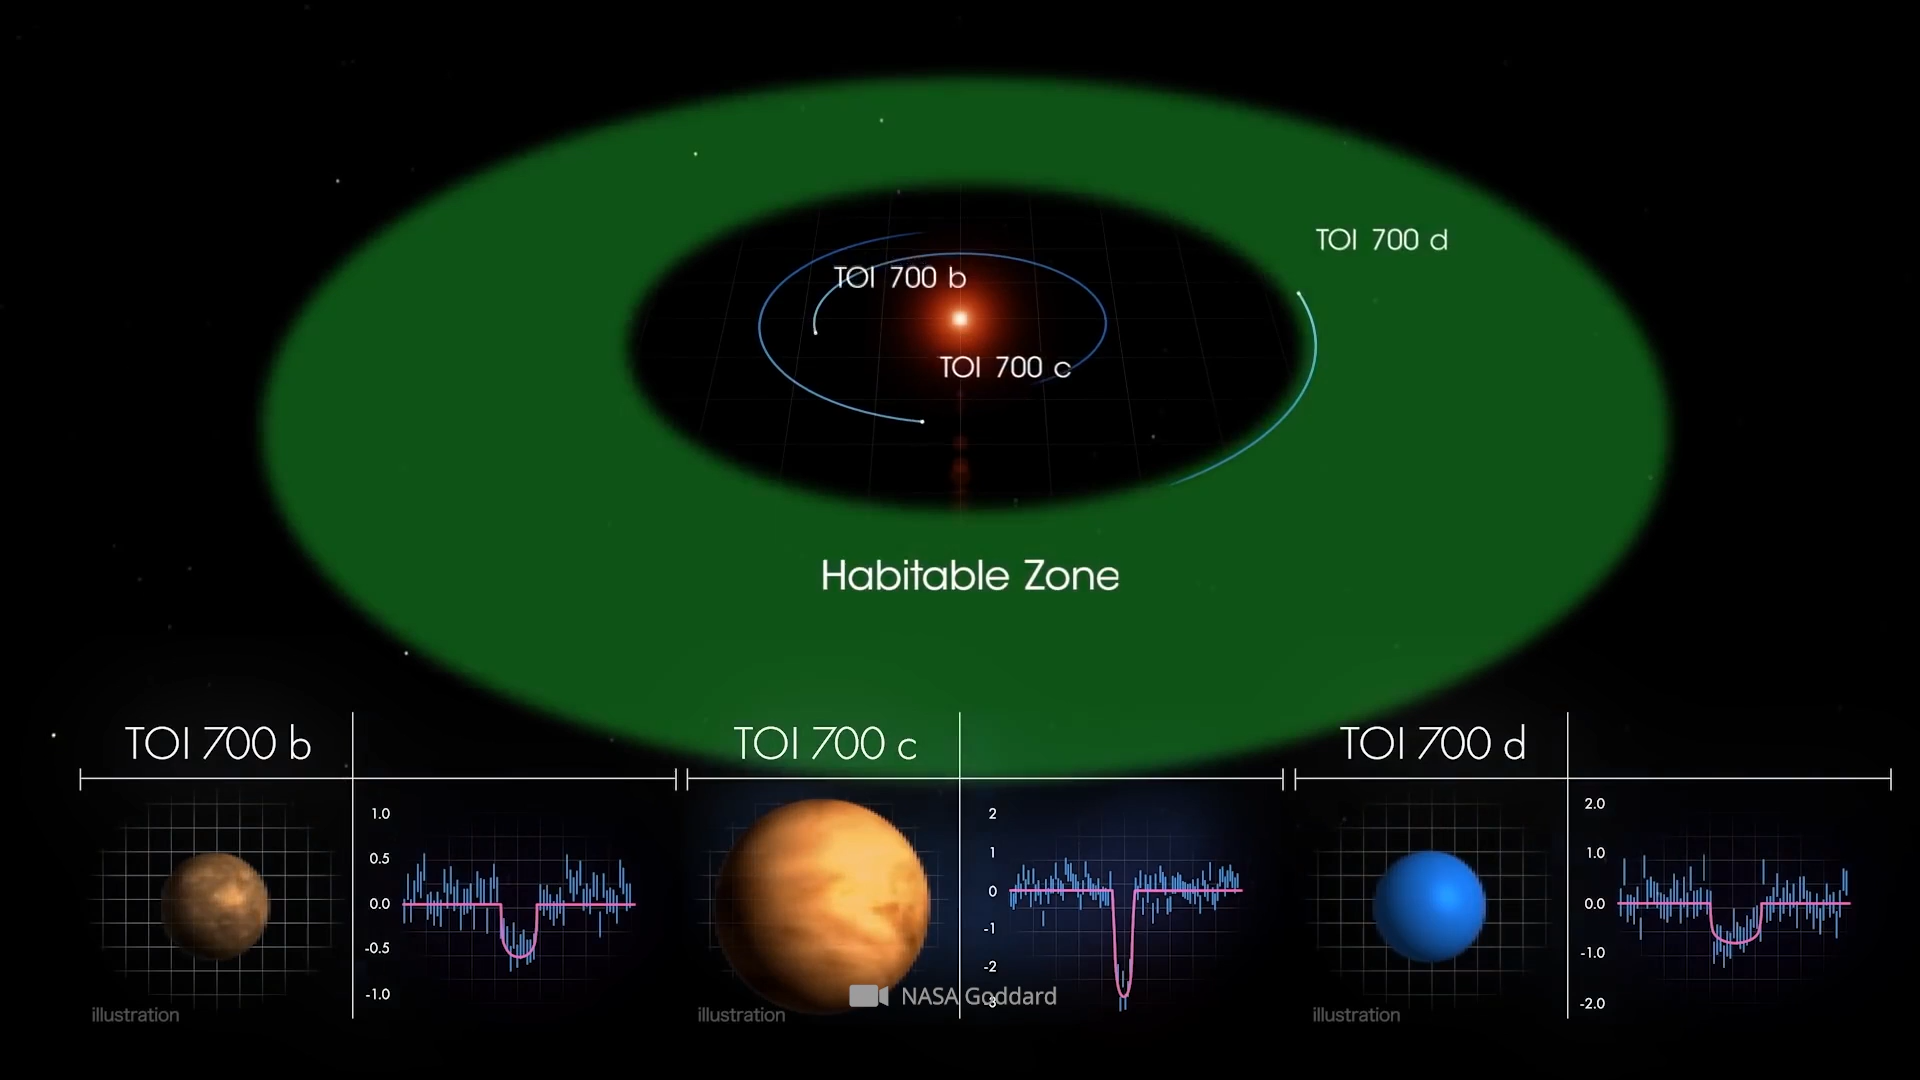 TOI 700 d
TOI 700 b
TOI 700 c
Habitable Zone
TOI 700 b
1.0
0.5
0.0
-0.5
-1.0
illustration
TOI 700 c
2
1
0
-1
-2
illustration
NASA Goddard
TOI 700 d
2.0
1.0
0.0
-1.0
-2.0
illustration